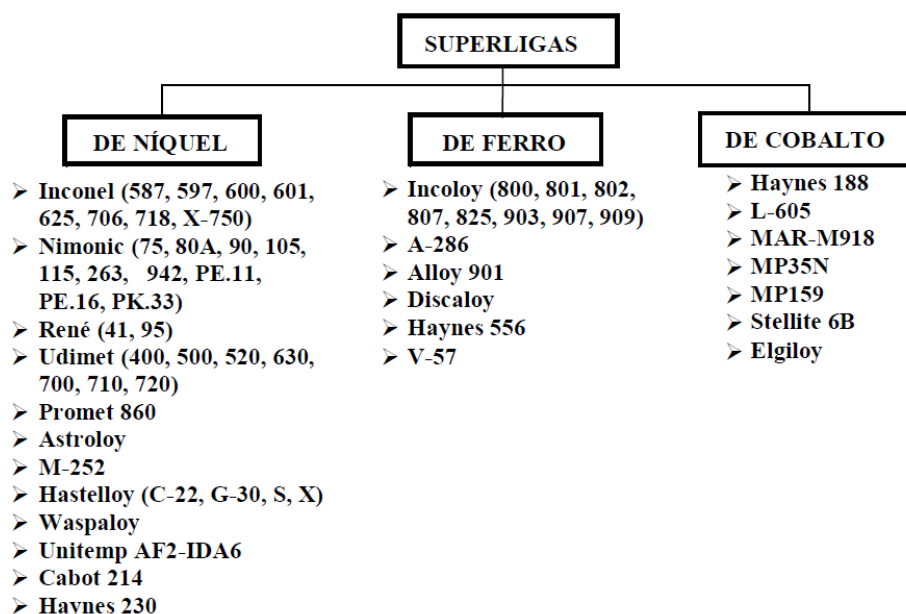 SUPERLIGAS
DE NÍQUEL
➤ Inconel (587, 597, 600, 601,
625, 706, 718, X-750)
➤ Nimonic (75, 80A, 90, 105,
115, 263, 942, PE.11,
PE.16, PK.33)
➤ René (41, 95)
➤ Udimet (400, 500, 520, 630,
700, 710, 720)
➤ Promet 860
➤ Astroloy
➤ M-252
➤ Hastelloy (C-22, G-30, S, X)
➤ Waspaloy
➤ Unitemp AF2-IDA6
➤ Cabot 214
➤ Haynes 230
DE FERRO
➤ Incoloy (800, 801, 802,
807, 825, 903, 907, 909)
➤ A-286
➤ Alloy 901
➤ Discaloy
➤ Haynes 556
➤ V-57
DE COBALTO
➤ Haynes 188
➤ L-605
➤ MAR-M918
➤ MP35N
➤ MP159
➤ Stellite 6B
➤ Elgiloy